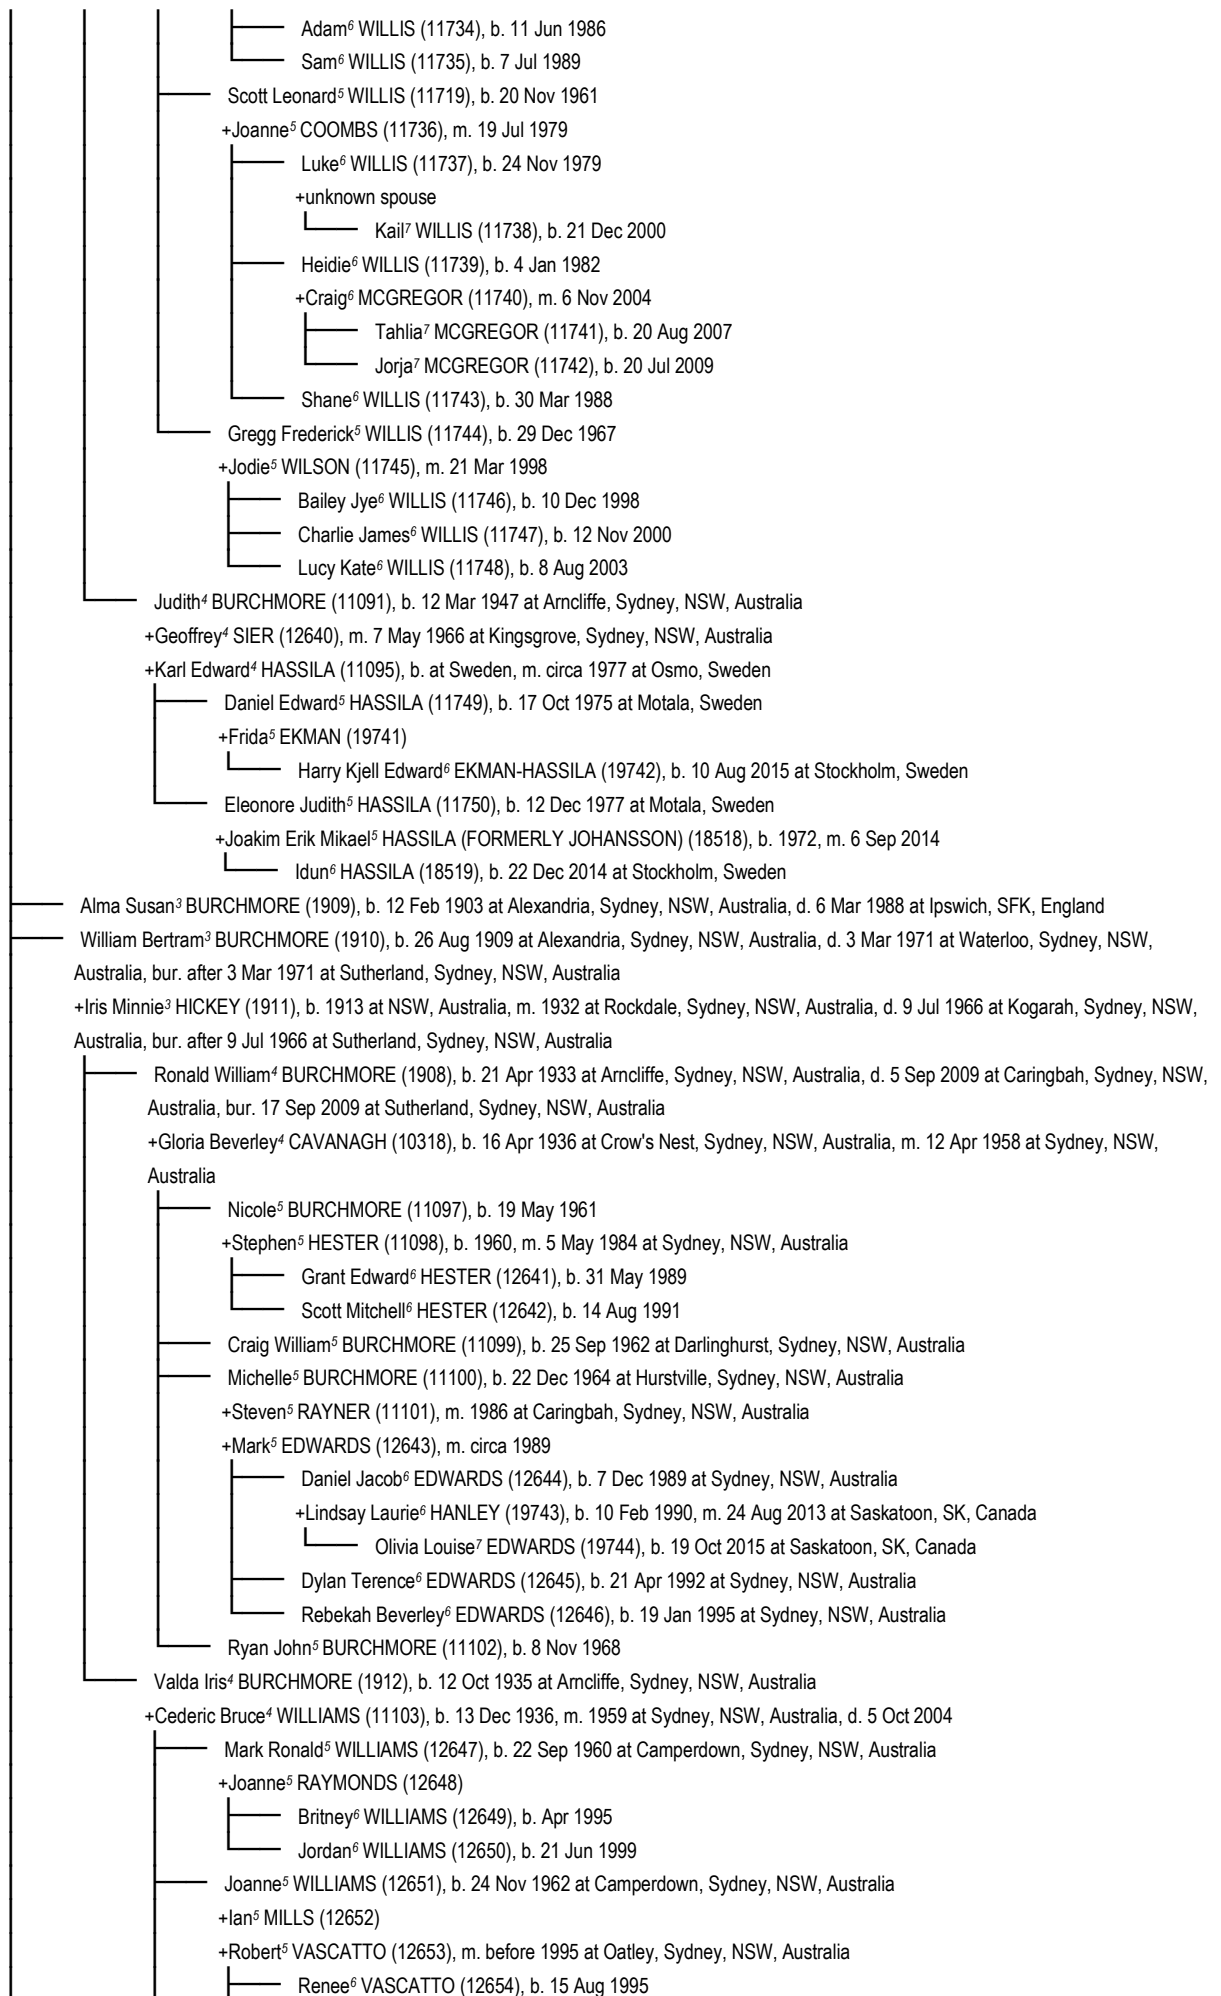 Adam⁶ WILLIS (11734), b. 11 Jun 1986
Sam⁶ WILLIS (11735), b. 7 Jul 1989
Scott Leonard⁵ WILLIS (11719), b. 20 Nov 1961
+Joanne⁵ COOMBS (11736), m. 19 Jul 1979
Luke⁶ WILLIS (11737), b. 24 Nov 1979
+unknown spouse
Kail⁷ WILLIS (11738), b. 21 Dec 2000
Heidie⁶ WILLIS (11739), b. 4 Jan 1982
+Craig⁶ MCGREGOR (11740), m. 6 Nov 2004
Tahlia⁷ MCGREGOR (11741), b. 20 Aug 2007
Jorja⁷ MCGREGOR (11742), b. 20 Jul 2009
Shane⁶ WILLIS (11743), b. 30 Mar 1988
Gregg Frederick⁵ WILLIS (11744), b. 29 Dec 1967
+Jodie⁵ WILSON (11745), m. 21 Mar 1998
Bailey Jye⁶ WILLIS (11746), b. 10 Dec 1998
Charlie James⁶ WILLIS (11747), b. 12 Nov 2000
Lucy Kate⁶ WILLIS (11748), b. 8 Aug 2003
Judith⁴ BURCHMORE (11091), b. 12 Mar 1947 at Arncliffe, Sydney, NSW, Australia
+Geoffrey⁴ SIER (12640), m. 7 May 1966 at Kingsgrove, Sydney, NSW, Australia
+Karl Edward⁴ HASSILA (11095), b. at Sweden, m. circa 1977 at Osmo, Sweden
Daniel Edward⁵ HASSILA (11749), b. 17 Oct 1975 at Motala, Sweden
+Frida⁵ EKMAN (19741)
Harry Kjell Edward⁶ EKMAN-HASSILA (19742), b. 10 Aug 2015 at Stockholm, Sweden
Eleonore Judith⁵ HASSILA (11750), b. 12 Dec 1977 at Motala, Sweden
+Joakim Erik Mikael⁵ HASSILA (FORMERLY JOHANSSON) (18518), b. 1972, m. 6 Sep 2014
Idun⁶ HASSILA (18519), b. 22 Dec 2014 at Stockholm, Sweden
Alma Susan³ BURCHMORE (1909), b. 12 Feb 1903 at Alexandria, Sydney, NSW, Australia, d. 6 Mar 1988 at Ipswich, SFK, England
William Bertram³ BURCHMORE (1910), b. 26 Aug 1909 at Alexandria, Sydney, NSW, Australia, d. 3 Mar 1971 at Waterloo, Sydney, NSW,
Australia, bur. after 3 Mar 1971 at Sutherland, Sydney, NSW, Australia
+Iris Minnie³ HICKEY (1911), b. 1913 at NSW, Australia, m. 1932 at Rockdale, Sydney, NSW, Australia, d. 9 Jul 1966 at Kogarah, Sydney, NSW,
Australia, bur. after 9 Jul 1966 at Sutherland, Sydney, NSW, Australia
Ronald William⁴ BURCHMORE (1908), b. 21 Apr 1933 at Arncliffe, Sydney, NSW, Australia, d. 5 Sep 2009 at Caringbah, Sydney, NSW,
Australia, bur. 17 Sep 2009 at Sutherland, Sydney, NSW, Australia
+Gloria Beverley⁴ CAVANAGH (10318), b. 16 Apr 1936 at Crow's Nest, Sydney, NSW, Australia, m. 12 Apr 1958 at Sydney, NSW,
Australia
Nicole⁵ BURCHMORE (11097), b. 19 May 1961
+Stephen⁵ HESTER (11098), b. 1960, m. 5 May 1984 at Sydney, NSW, Australia
Grant Edward⁶ HESTER (12641), b. 31 May 1989
Scott Mitchell⁶ HESTER (12642), b. 14 Aug 1991
Craig William⁵ BURCHMORE (11099), b. 25 Sep 1962 at Darlinghurst, Sydney, NSW, Australia
Michelle⁵ BURCHMORE (11100), b. 22 Dec 1964 at Hurstville, Sydney, NSW, Australia
+Steven⁵ RAYNER (11101), m. 1986 at Caringbah, Sydney, NSW, Australia
+Mark⁵ EDWARDS (12643), m. circa 1989
Daniel Jacob⁶ EDWARDS (12644), b. 7 Dec 1989 at Sydney, NSW, Australia
+Lindsay Laurie⁶ HANLEY (19743), b. 10 Feb 1990, m. 24 Aug 2013 at Saskatoon, SK, Canada
Olivia Louise⁷ EDWARDS (19744), b. 19 Oct 2015 at Saskatoon, SK, Canada
Dylan Terence⁶ EDWARDS (12645), b. 21 Apr 1992 at Sydney, NSW, Australia
Rebekah Beverley⁶ EDWARDS (12646), b. 19 Jan 1995 at Sydney, NSW, Australia
Ryan John⁵ BURCHMORE (11102), b. 8 Nov 1968
Valda Iris⁴ BURCHMORE (1912), b. 12 Oct 1935 at Arncliffe, Sydney, NSW, Australia
+Cederic Bruce⁴ WILLIAMS (11103), b. 13 Dec 1936, m. 1959 at Sydney, NSW, Australia, d. 5 Oct 2004
Mark Ronald⁵ WILLIAMS (12647), b. 22 Sep 1960 at Camperdown, Sydney, NSW, Australia
+Joanne⁵ RAYMONDS (12648)
Britney⁶ WILLIAMS (12649), b. Apr 1995
Jordan⁶ WILLIAMS (12650), b. 21 Jun 1999
Joanne⁵ WILLIAMS (12651), b. 24 Nov 1962 at Camperdown, Sydney, NSW, Australia
+Ian⁵ MILLS (12652)
+Robert⁵ VASCATTO (12653), m. before 1995 at Oatley, Sydney, NSW, Australia
Renee⁶ VASCATTO (12654), b. 15 Aug 1995